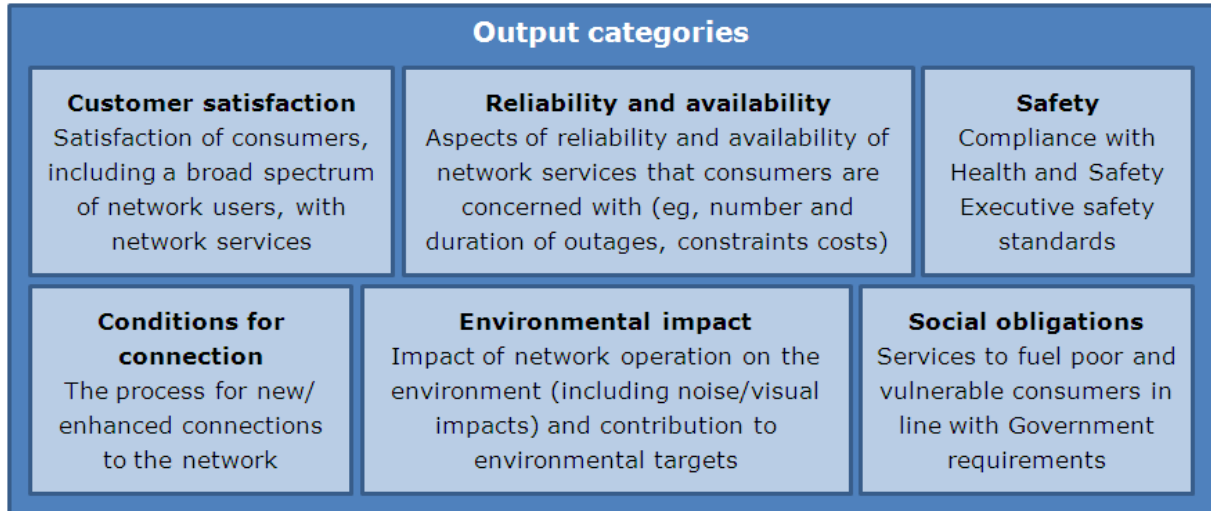 Output categories
Customer satisfaction
Satisfaction of consumers,
including a broad spectrum
of network users, with
network services
Reliability and availability
Aspects of reliability and availability of
network services that consumers are
concerned with (eg, number and
duration of outages, constraints costs)
Safety
Compliance with
Health and Safety
Executive safety
standards
Conditions for
connection
The process for new/
enhanced connections
to the network
Environmental impact
Impact of network operation on the
environment (including noise/visual
impacts) and contribution to
environmental targets
Social obligations
Services to fuel poor and
vulnerable consumers in
line with Government
requirements